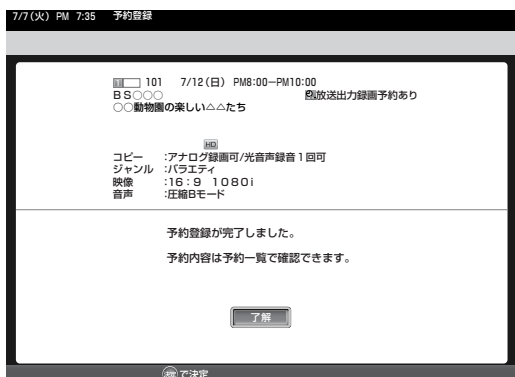 7/7(火) PM 7:35 予約登録
101 7/12(日) PM8:00ーPM10:00
BS○○○ 放送出力録画予約あり
○○動物園の楽しい△△たち
HD
コピー :アナログ録画可/光音声録音1回可
ジャンル :バラエティ
映像 :16:9 1080i
音声 :圧縮Bモード
予約登録が完了しました。
予約内容は予約一覧で確認できます。
了解
決定 で決定